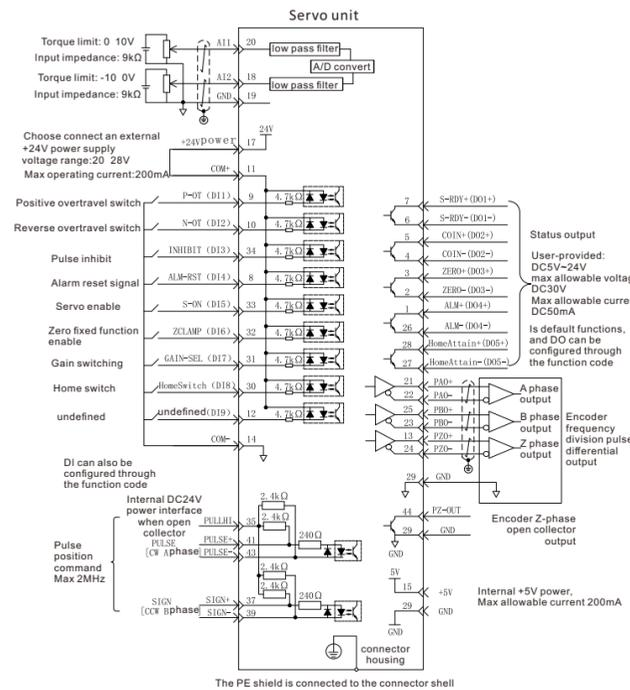 Servo unit
Torque limit: 0 10V
Input impedance: 9kΩ
AI1 20
low pass filter
A/D convert
Torque limit: -10 0V
Input impedance: 9kΩ
AI2 18
low pass filter
GND 19
24V
Choose connect an external
+24V power supply
voltage range:20 28V
Max operating current:200mA
+24Vpower 17
COM+ 11
Positive overtravel switch P-OT (DI1) 9 4.7kΩ
Reverse overtravel switch N-OT (DI2) 10 4.7kΩ
Pulse inhibit INHIBIT (DI3) 34 4.7kΩ
Alarm reset signal ALM-RST (DI4) 8 4.7kΩ
Servo enable S-ON (DI5) 33 4.7kΩ
Zero fixed function
enable
ZCLAMP (DI6) 32 4.7kΩ
Gain switching GAIN-SEL (DI7) 31 4.7kΩ
Home switch HomeSwitch (DI8) 30 4.7kΩ
undefined undefined(DI9) 12 4.7kΩ
COM- 14
DI can also be
configured through
the function code
7 S-RDY+(DO1+)
6 S-RDY-(DO1-)
5 COIN+(DO2+)
4 COIN-(DO2-)
3 ZERO+(DO3+)
2 ZERO-(DO3-)
1 ALM+(DO4+)
26 ALM-(DO4-)
28 HomeAttain+(DO5+)
27 HomeAttain-(DO5-)
Status output
User-provided:
DC5V~24V
max allowable voltag
DC30V
Max allowable curre
DC50mA
Is default functions,
and DO can be
configured through
the function code
21 PAO+
22 PAO-
A phase
output
25 PBO+
23 PBO-
B phase
output
13 PZO+
24 PZO-
Z phase
output
Encoder
frequency
division pulse
differential
output
29 GND
44 PZ-OUT
29 GND
GND
Encoder Z-phase
open collector
output
5V
15 +5V
29 GND
GND
Internal +5V power,
Max allowable current 200mA
Internal DC24V
power interface
when open
collector
Pulse
position
command
Max 2MHz
2.4kΩ
PULLHI 35 2.4kΩ
PULSE
[CW Aphase
PULSE+ 41 240Ω
PULSE- 43
2.4kΩ
2.4kΩ
SIGN
[CCW Bphase
SIGN+ 37 240Ω
SIGN- 39
connector
housing
The PE shield is connected to the connector shell